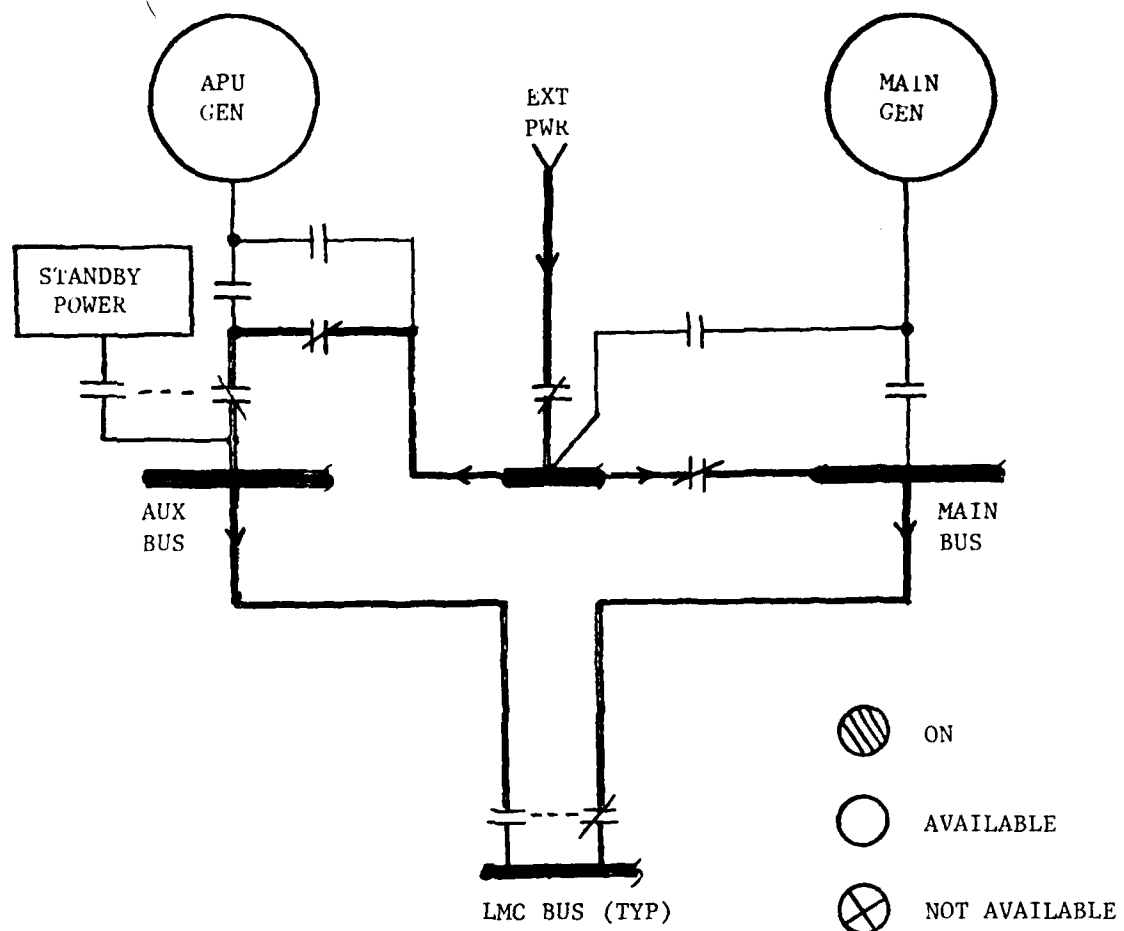 APU
GEN
EXT
PWR
MAIN
GEN
STANDBY
POWER
AUX
BUS
MAIN
BUS
ON
AVAILABLE
LMC BUS (TYP)
NOT AVAILABLE